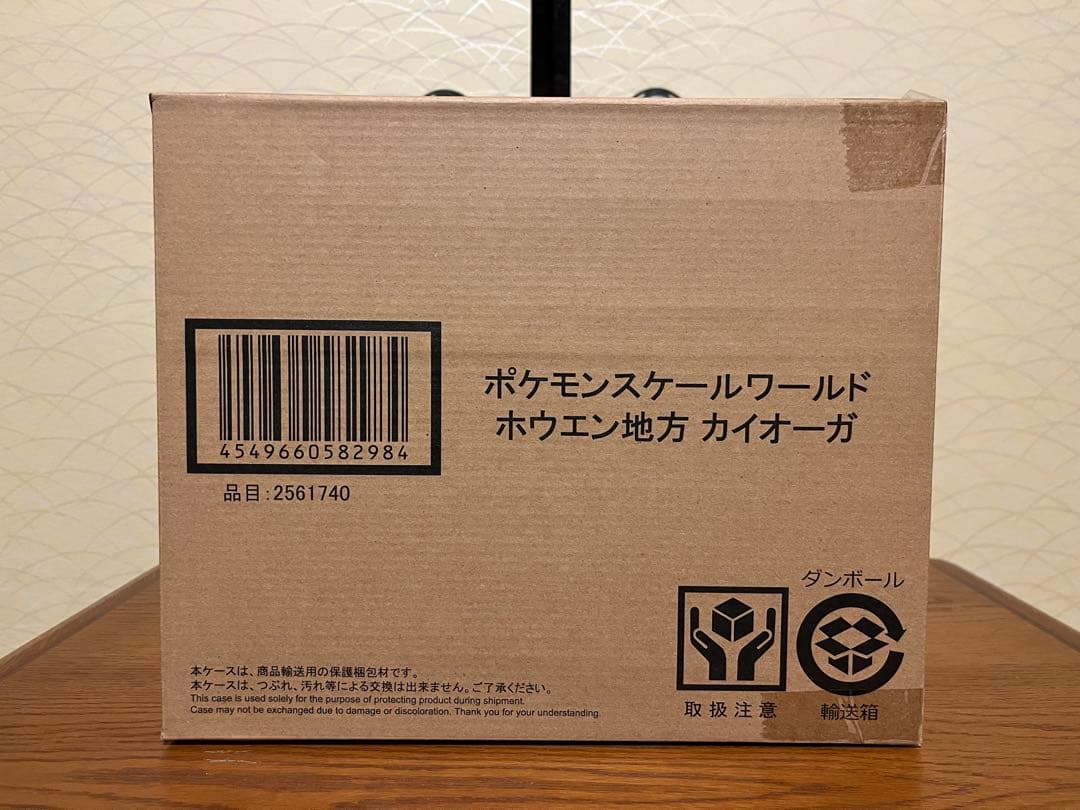 ポケモンスケールワールド
ホウエン地方 カイオーガ
4549660582984
品目:2561740
ダンボール
取扱注意
輸送箱
本ケースは、商品輸送用の保護梱包材です。
本ケースは、つぶれ、汚れ等による交換は出来ません。ご了承ください。
This case is used solely for the purpose of protecting product during shipment.
Case may not be exchanged due to damage or discoloration. Thank you for your understanding.